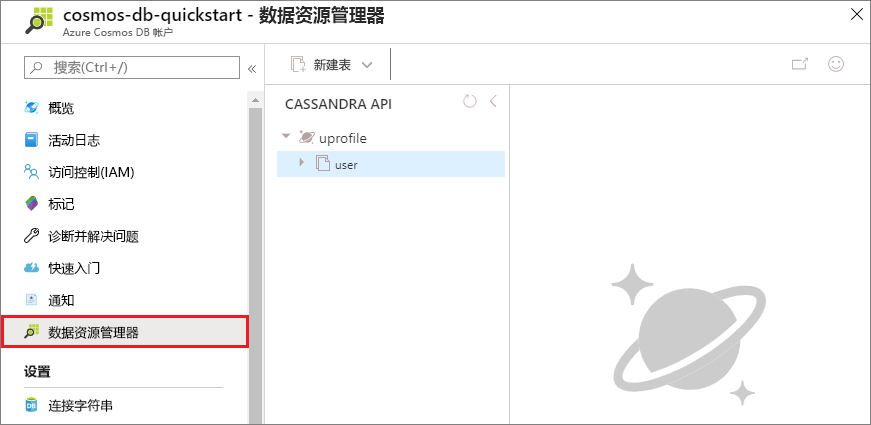 cosmos-db-quickstart - 数据资源管理器
Azure Cosmos DB 帐户
搜索(Ctrl+/)
«
概览
活动日志
访问控制(IAM)
标记
诊断并解决问题
快速入门
通知
数据资源管理器
设置
连接字符串
新建表
CASSANDRA API
uprofile
user